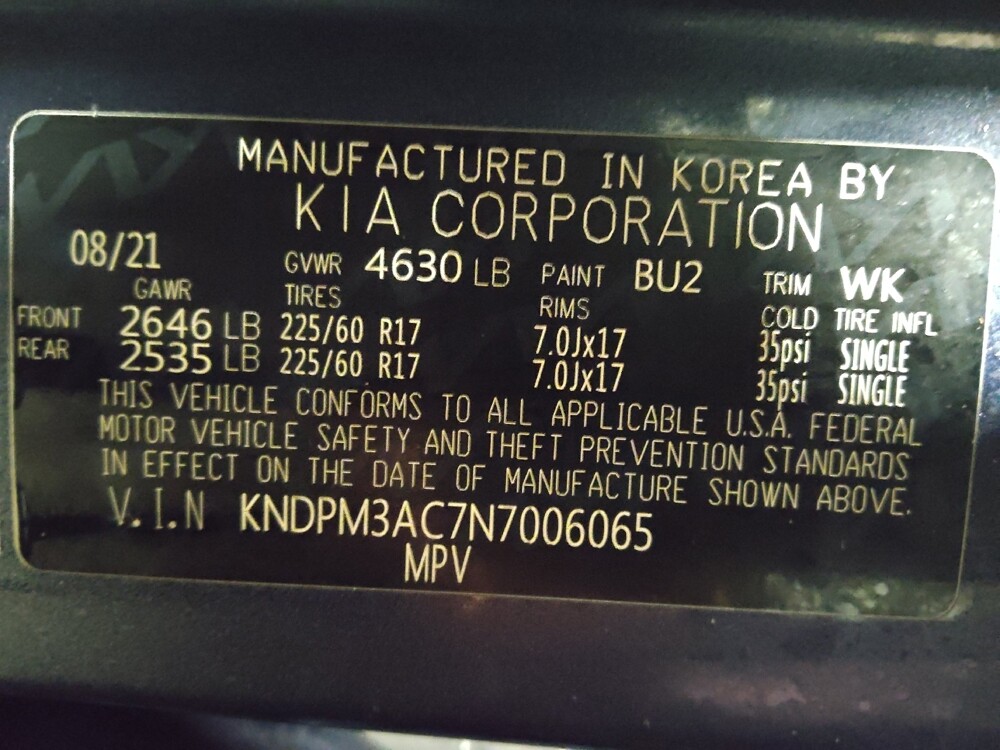 MANUFACTURED IN KOREA BY
KIA CORPORATION
08/21 GVWR 4630 LB PAINT BU2 TRIM WK
GAWR TIRES RIMS COLD TIRE INFL
FRONT 2646 LB 225/60 R17 7.0Jx17 35psi SINGLE
REAR 2535 LB 225/60 R17 7.0Jx17 35psi SINGLE
THIS VEHICLE CONFORMS TO ALL APPLICABLE U.S.A. FEDERAL
MOTOR VEHICLE SAFETY AND THEFT PREVENTION STANDARDS
IN EFFECT ON THE DATE OF MANUFACTURE SHOWN ABOVE.
V.I.N KNDPM3AC7N7006065
MPV